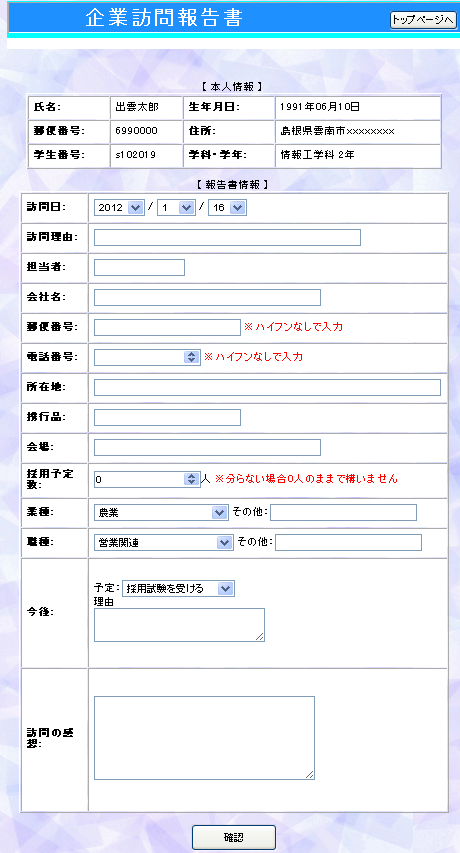 企業訪問報告書
トップページへ
【 本人情報 】
氏名: 出雲太郎 生年月日: 1991年06月10日
郵便番号: 6990000 住所: 島根県雲南市xxxxxxxx
学生番号: s102019 学科・学年: 情報工学科 2年
【 報告書情報 】
訪問日: 2012 / 1 / 16
訪問理由:
担当者:
会社名:
郵便番号: ※ ハイフンなしで入力
電話番号: ※ ハイフンなしで入力
所在地:
携行品:
会場:
採用予定
数: 0 人 ※分らない場合0人のままで構いません
業種: 農業 その他:
職種: 営業関連 その他:
今後: 予定: 採用試験を受ける
理由
訪問の感
想:
確認